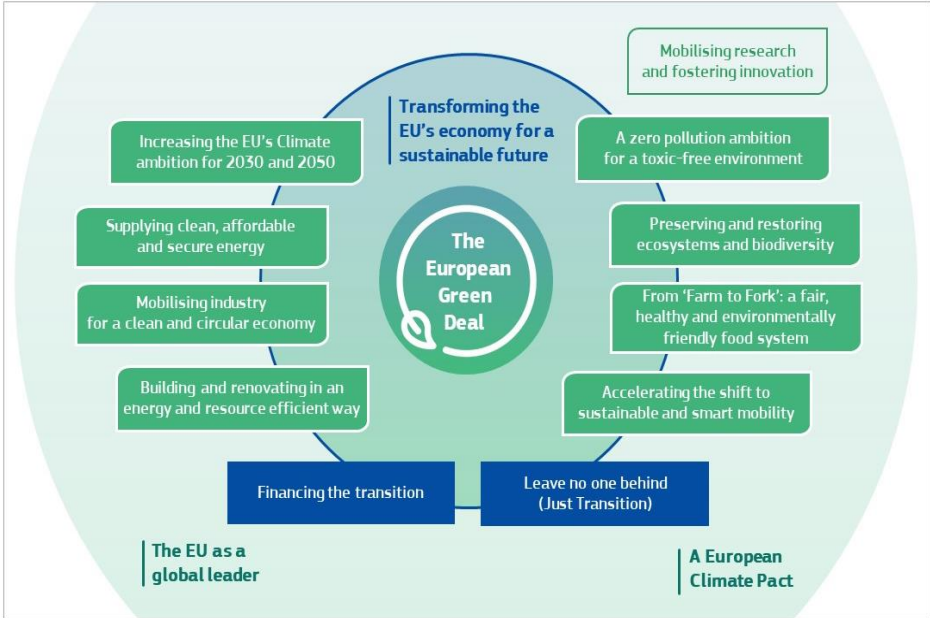 Mobilising research
and fostering innovation
Transforming the
EU's economy for a
sustainable future
Increasing the EU's Climate
ambition for 2030 and 2050
A zero pollution ambition
for a toxic-free environment
Supplying clean, affordable
and secure energy
Preserving and restoring
ecosystems and biodiversity
The
European
Green
Deal
Mobilising industry
for a clean and circular economy
From ‘Farm to Fork’: a fair,
healthy and environmentally
friendly food system
Building and renovating in an
energy and resource efficient way
Accelerating the shift to
sustainable and smart mobility
Financing the transition
Leave no one behind
(Just Transition)
The EU as a
global leader
A European
Climate Pact